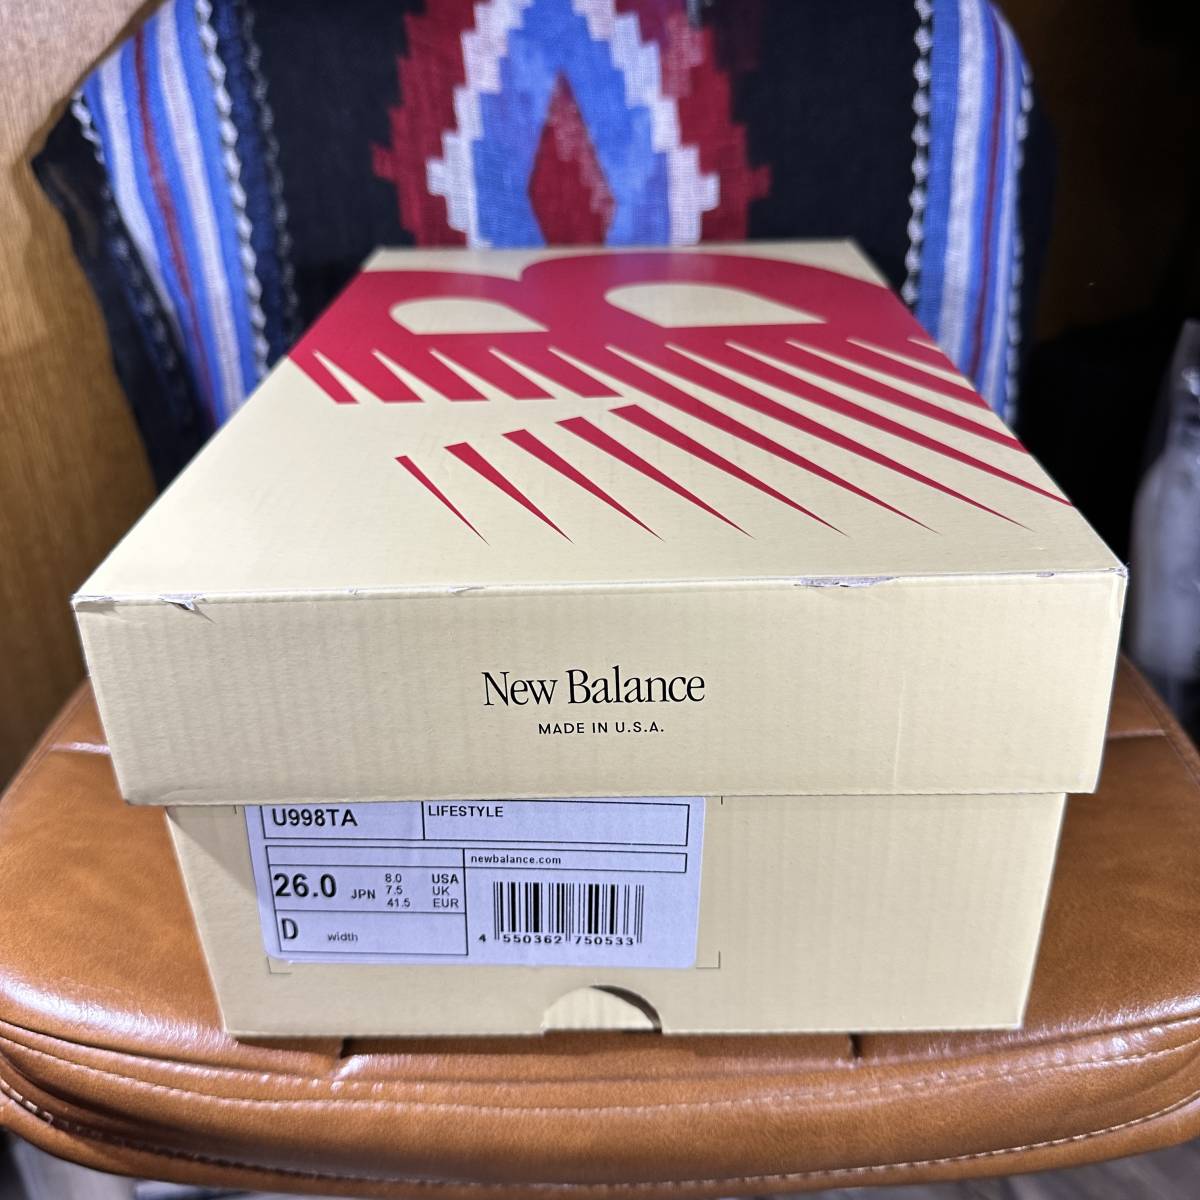 New Balance
MADE IN U.S.A.
U998TA
LIFESTYLE
newbalance.com
26.0 JPN
8.0 USA
7.5 UK
41.5 EUR
D width
4 550362 750533